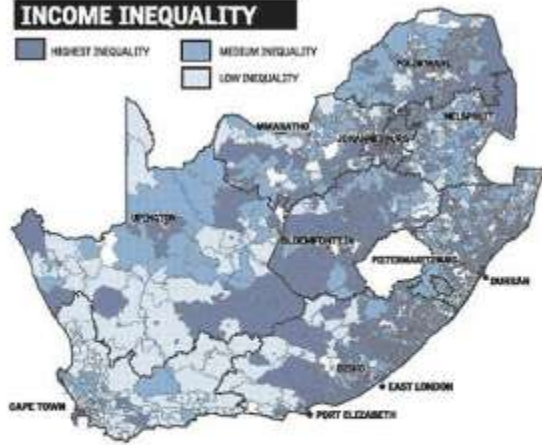 INCOME INEQUALITY
HIGHEST INEQUALITY
MEDIUM INEQUALITY
LOW INEQUALITY
POLOKWANE
NELSPRUIT
MMABATHO
JOHANNESBURG
UPINGTON
BLOEMFONTEIN
PIETERMARITZBURG
DURBAN
BISHO
EAST LONDON
CAPE TOWN
PORT ELIZABETH